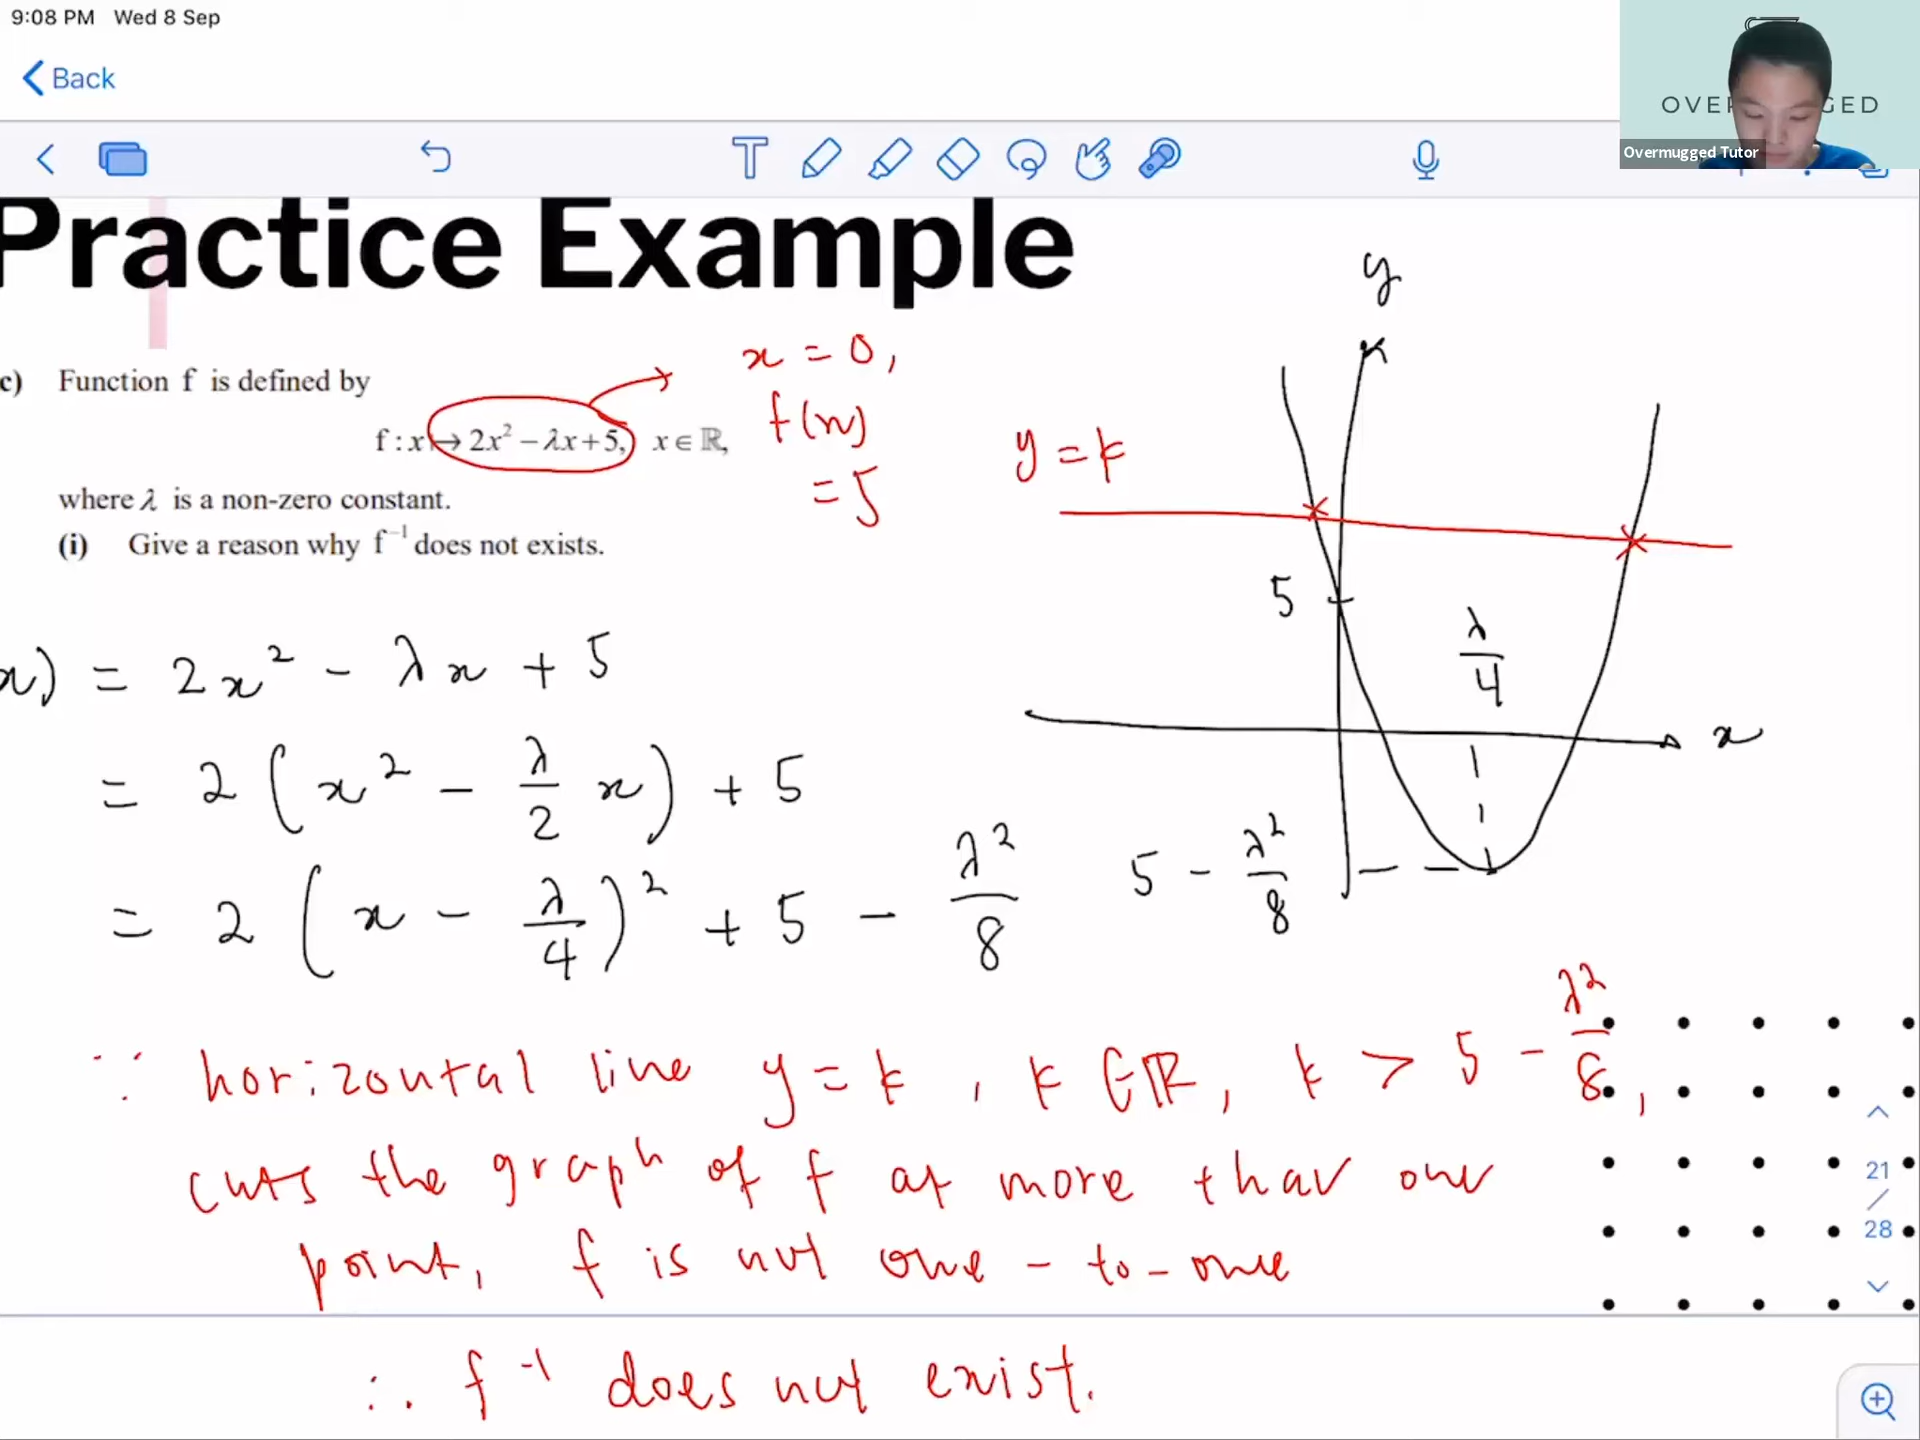 9:08 PM Wed 8 Sep
Back
OVER GED
Overmugged Tutor
T
Practice Example
c) Function f is defined by
f : x → 2x² − λx + 5, x ∈ ℝ,
where λ is a non-zero constant.
(i) Give a reason why f⁻¹ does not exists.
x = 0,
f(x)
= 5
y
y = k
5
λ/4
x
5 − λ²/8
x) = 2x² − λx + 5
= 2(x² − λ/2 x) + 5
= 2(x − λ/4)² + 5 − λ²/8
∵ horizontal line y = k, k ∈ ℝ, k > 5 − λ²/8,
cuts the graph of f at more than one
point, f is not one-to-one
∴ f⁻¹ does not exist.
21
/
28